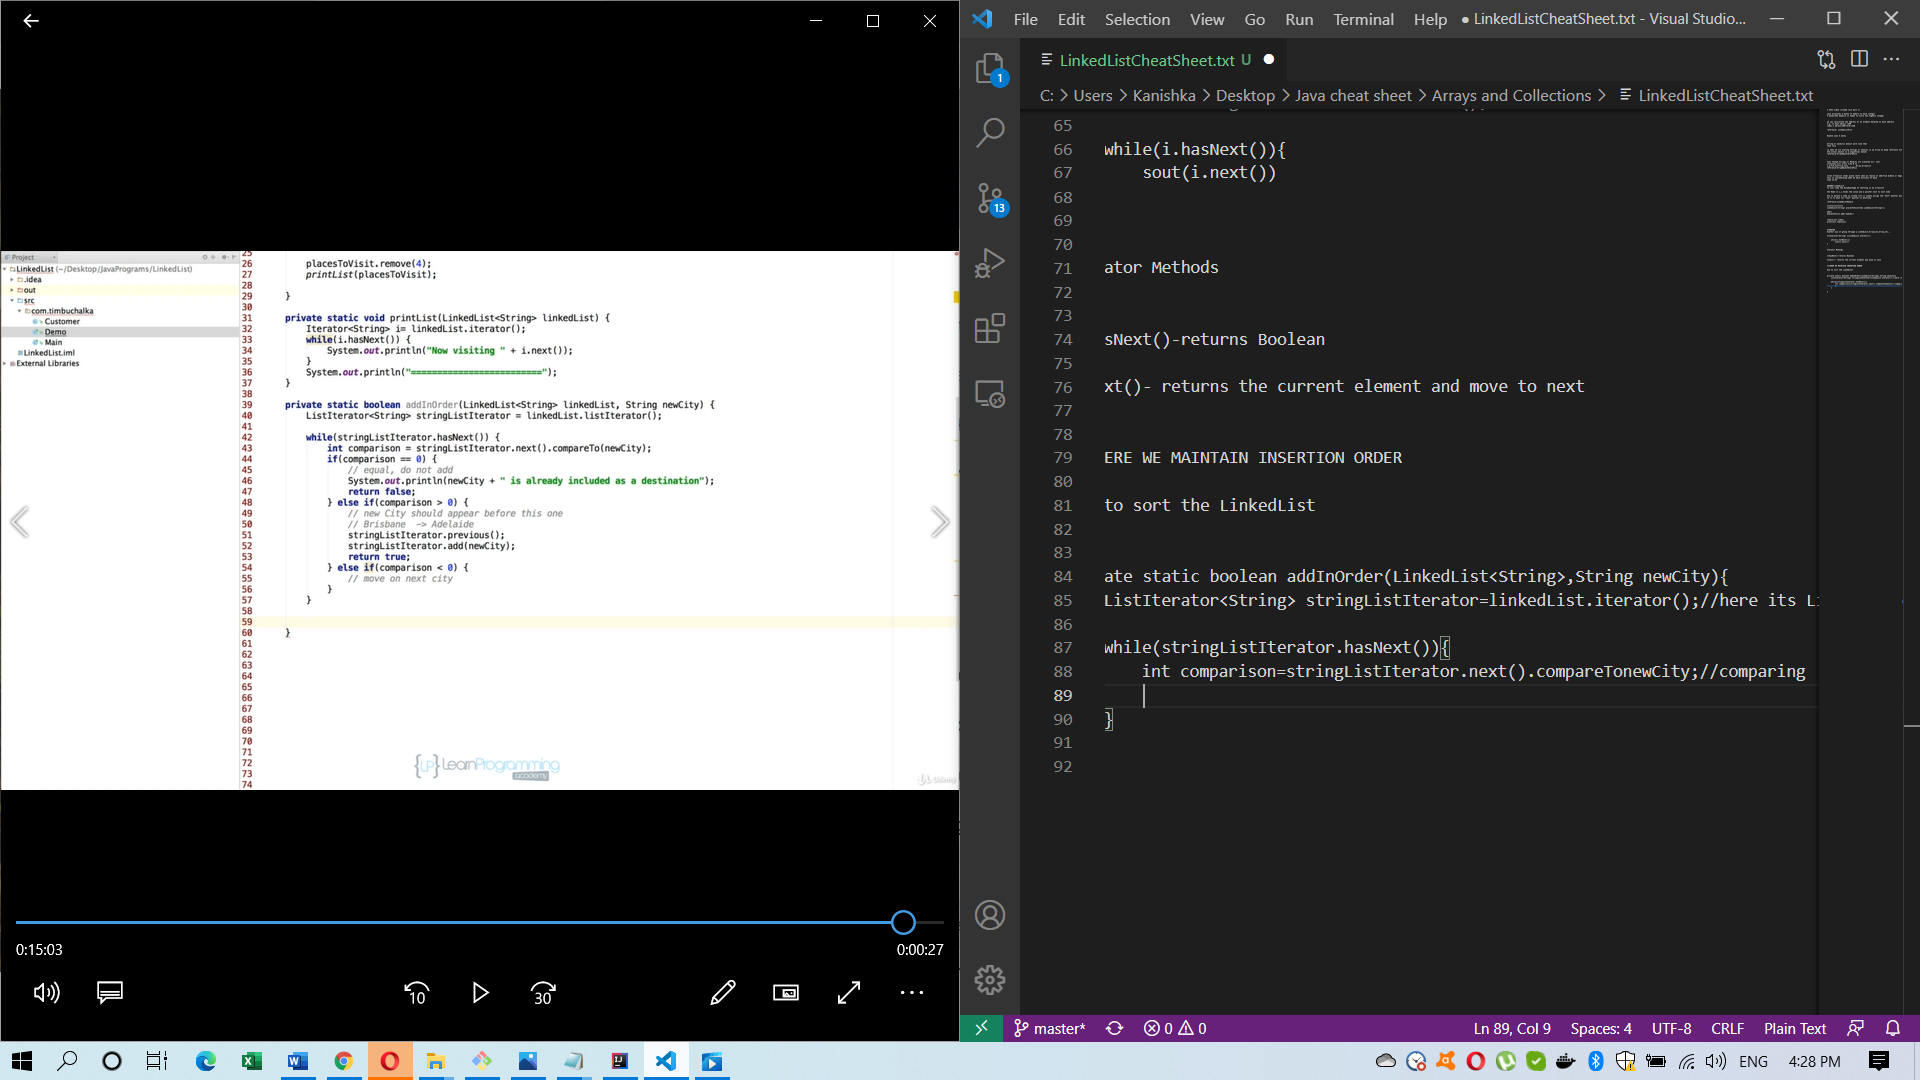 File Edit Selection View Go Run Terminal Help ● LinkedListCheatSheet.txt - Visual Studio...
LinkedListCheatSheet.txt U ●
C: > Users > Kanishka > Desktop > Java cheat sheet > Arrays and Collections > LinkedListCheatSheet.txt
1
13
Project
LinkedList (~/Desktop/JavaPrograms/LinkedList)
.idea
out
src
com.timbuchalka
Customer
Demo
Main
LinkedList.iml
External Libraries
25
26 placesToVisit.remove(4);
27 printList(placesToVisit);
28
29 }
30
31 private static void printList(LinkedList<String> linkedList) {
32 Iterator<String> i= linkedList.iterator();
33 while(i.hasNext()) {
34 System.out.println("Now visiting " + i.next());
35 }
36 System.out.println("=========================");
37 }
38
39 private static boolean addInOrder(LinkedList<String> linkedList, String newCity) {
40 ListIterator<String> stringListIterator = linkedList.listIterator();
41
42 while(stringListIterator.hasNext()) {
43 int comparison = stringListIterator.next().compareTo(newCity);
44 if(comparison == 0) {
45 // equal, do not add
46 System.out.println(newCity + " is already included as a destination");
47 return false;
48 } else if(comparison > 0) {
49 // new City should appear before this one
50 // Brisbane -> Adelaide
51 stringListIterator.previous();
52 stringListIterator.add(newCity);
53 return true;
54 } else if(comparison < 0) {
55 // move on next city
56 }
57 }
58
59
60 }
61
62
63
64
65
66
67
68
69
70
71
72
73
74
{LP} LearnProgramming
academy
Udemy
0:15:03 0:00:27
10 30
65
66 while(i.hasNext()){
67 sout(i.next())
68
69
70
71 ator Methods
72
73
74 sNext()-returns Boolean
75
76 xt()- returns the current element and move to next
77
78
79 ERE WE MAINTAIN INSERTION ORDER
80
81 to sort the LinkedList
82
83
84 ate static boolean addInOrder(LinkedList<String>,String newCity){
85 ListIterator<String> stringListIterator=linkedList.iterator();//here its Li
86
87 while(stringListIterator.hasNext()){
88 int comparison=stringListIterator.next().compareTonewCity;//comparing
89
90 }
91
92
master* 0 0 Ln 89, Col 9 Spaces: 4 UTF-8 CRLF Plain Text
ENG 4:28 PM